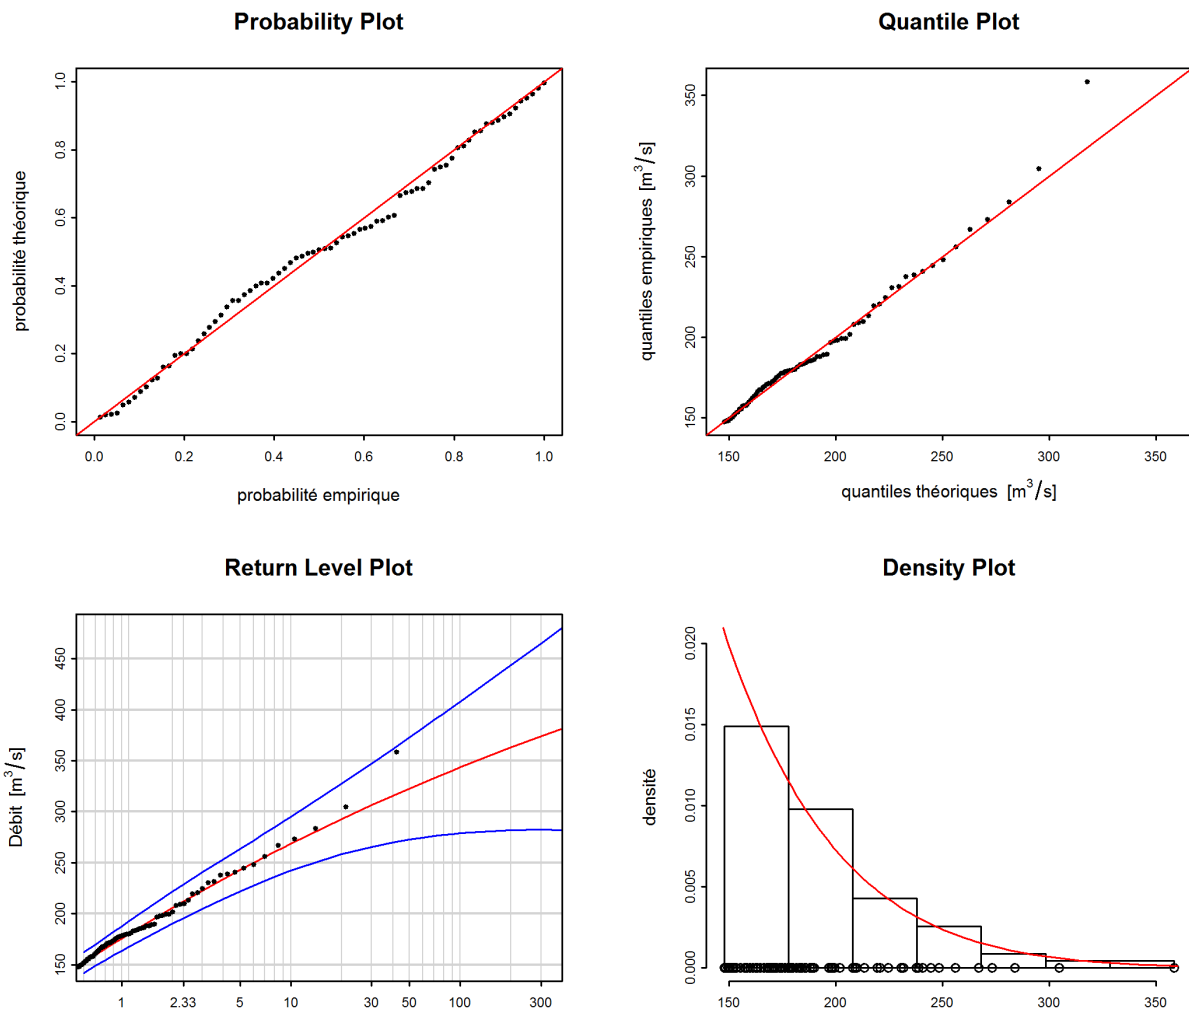 Probability Plot
probabilité théorique
0.0 0.2 0.4 0.6 0.8 1.0
0.0 0.2 0.4 0.6 0.8 1.0
probabilité empirique
Quantile Plot
quantiles empiriques [m³/s]
150 200 250 300 350
150 200 250 300 350
quantiles théoriques [m³/s]
Return Level Plot
Débit [m³/s]
150 200 250 300 350 400 450
1 2.33 5 10 30 50 100 300
Density Plot
densité
0.000 0.005 0.010 0.015 0.020
150 200 250 300 350